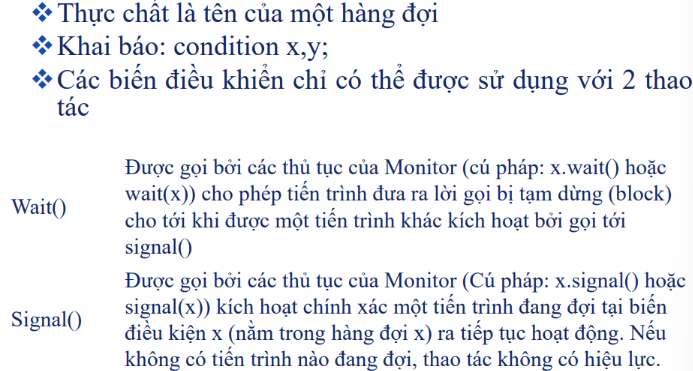 ❖ Thực chất là tên của một hàng đợi
❖ Khai báo: condition x,y;
❖ Các biến điều khiển chỉ có thể được sử dụng với 2 thao
tác
Được gọi bởi các thủ tục của Monitor (cú pháp: x.wait() hoặc
Wait()
wait(x)) cho phép tiến trình đưa ra lời gọi bị tạm dừng (block)
cho tới khi được một tiến trình khác kích hoạt bởi gọi tới
signal()
Được gọi bởi các thủ tục của Monitor (Cú pháp: x.signal() hoặc
Signal()
signal(x)) kích hoạt chính xác một tiến trình đang đợi tại biến
điều kiện x (nằm trong hàng đợi x) ra tiếp tục hoạt động. Nếu
không có tiến trình nào đang đợi, thao tác không có hiệu lực.